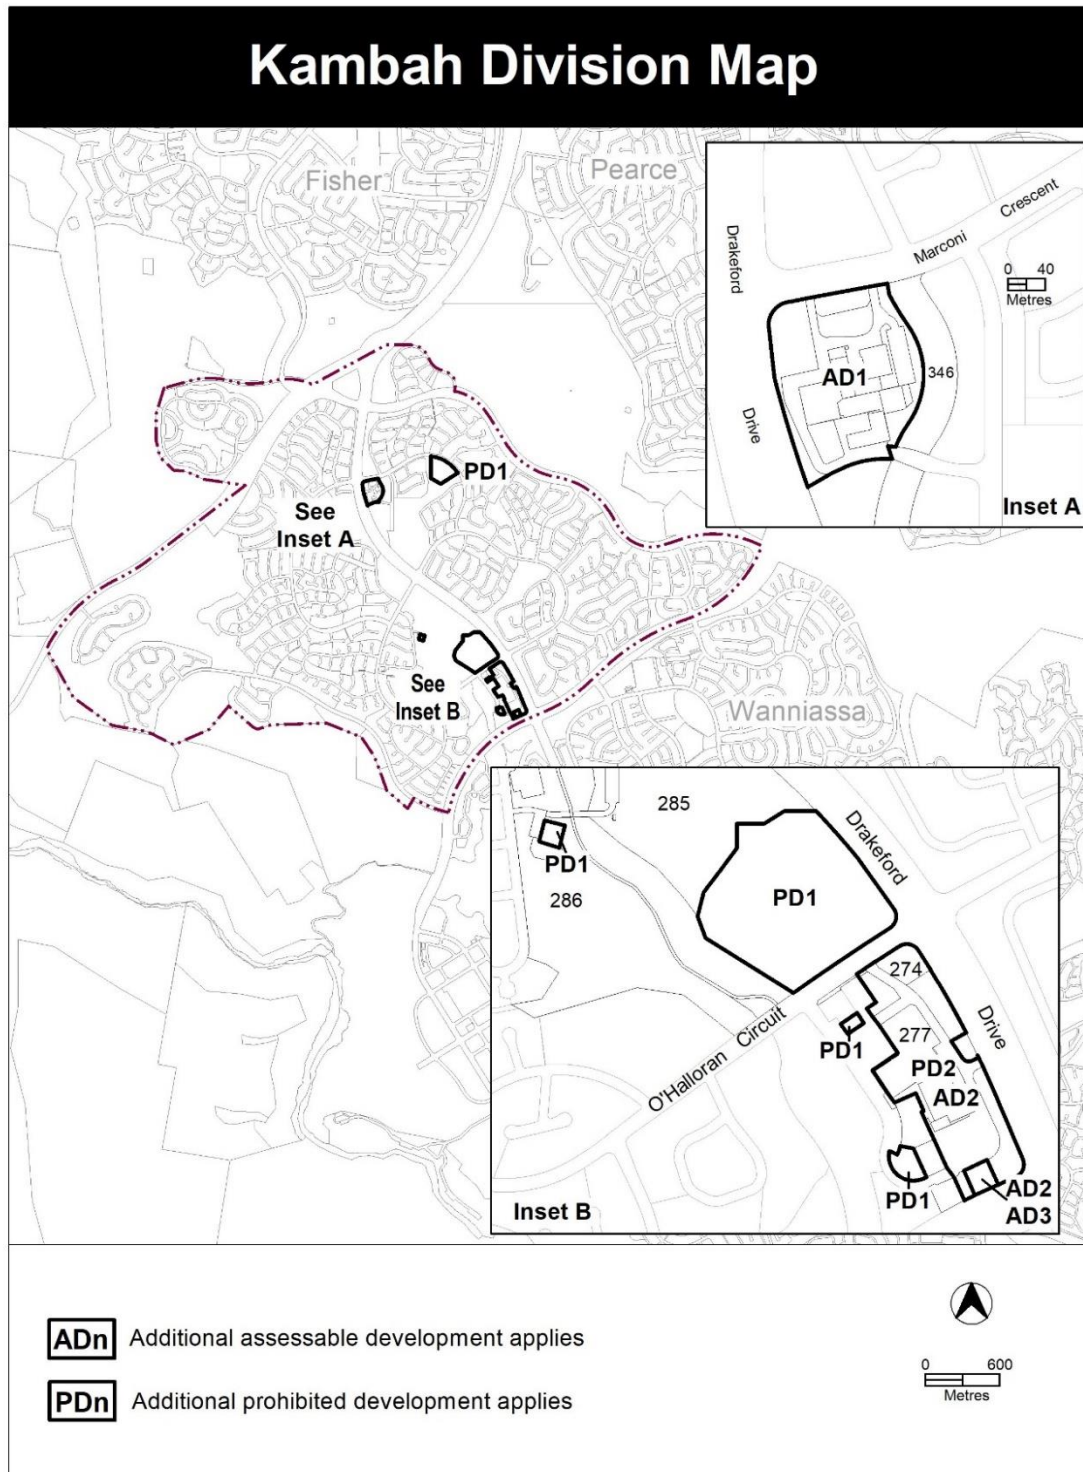 Kambah Division Map
Fisher
Pearce
Drakeford
Marconi
Crescent
0 40
Metres
AD1
346
Drive
Inset A
PD1
See
Inset A
See
Inset B
Wanniassa
285
Drakeford
PD1
PD1
286
274
O'Halloran Circuit
Drive
277
PD1
PD2
AD2
PD1
AD2
AD3
Inset B
ADn Additional assessable development applies
PDn Additional prohibited development applies
0 600
Metres